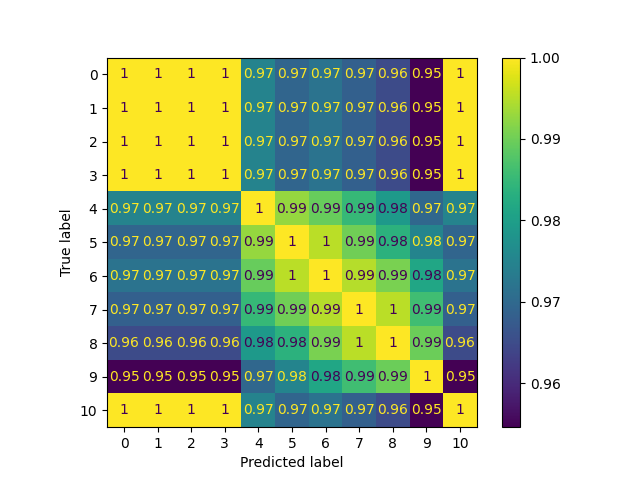 0 1 1 1 1 0.97 0.97 0.97 0.97 0.96 0.95 1
1 1 1 1 1 0.97 0.97 0.97 0.97 0.96 0.95 1
2 1 1 1 1 0.97 0.97 0.97 0.97 0.96 0.95 1
3 1 1 1 1 0.97 0.97 0.97 0.97 0.96 0.95 1
4 0.97 0.97 0.97 0.97 1 0.99 0.99 0.99 0.98 0.97 0.97
5 0.97 0.97 0.97 0.97 0.99 1 1 0.99 0.98 0.98 0.97
6 0.97 0.97 0.97 0.97 0.99 1 1 0.99 0.99 0.98 0.97
7 0.97 0.97 0.97 0.97 0.99 0.99 0.99 1 1 0.99 0.97
8 0.96 0.96 0.96 0.96 0.98 0.98 0.99 1 1 0.99 0.96
9 0.95 0.95 0.95 0.95 0.97 0.98 0.98 0.99 0.99 1 0.95
10 1 1 1 1 0.97 0.97 0.97 0.97 0.96 0.95 1
0 1 2 3 4 5 6 7 8 9 10
Predicted label
True label
1.00
0.99
0.98
0.97
0.96